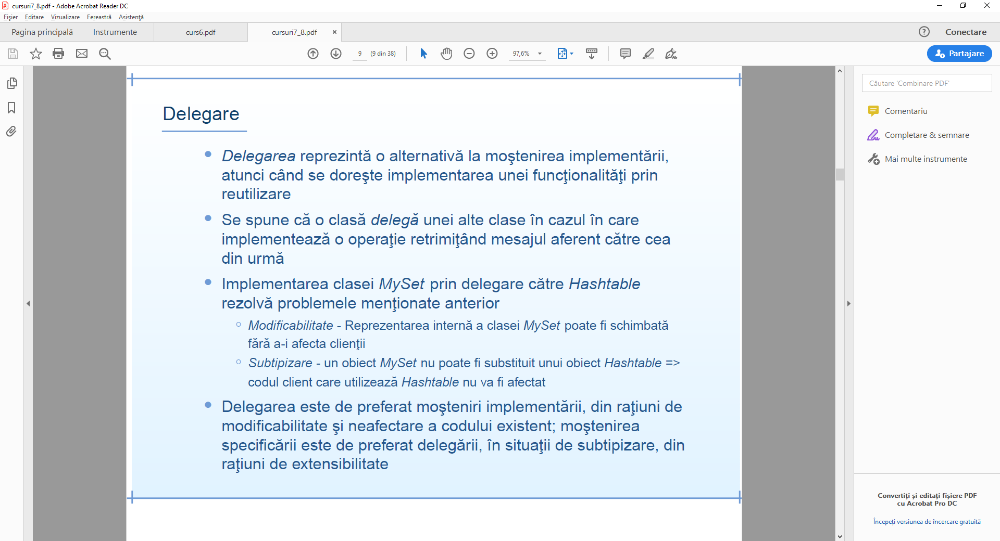 cursuri7_8.pdf - Adobe Acrobat Reader DC
Fișier Editare Vizualizare Fereastră Asistență
Pagina principală Instrumente curs6.pdf cursuri7_8.pdf × ? Conectare
9 (9 din 38) 97,6% Partajare
Căutare 'Combinare PDF'
Comentariu
Completare & semnare
Mai multe instrumente
Delegare
Delegarea reprezintă o alternativă la moştenirea implementării,
atunci când se doreşte implementarea unei funcţionalităţi prin
reutilizare
Se spune că o clasă delegă unei alte clase în cazul în care
implementează o operaţie retrimiţând mesajul aferent către cea
din urmă
Implementarea clasei MySet prin delegare către Hashtable
rezolvă problemele menţionate anterior
Modificabilitate - Reprezentarea internă a clasei MySet poate fi schimbată
fără a-i afecta clienţii
Subtipizare - un obiect MySet nu poate fi substituit unui obiect Hashtable =>
codul client care utilizează Hashtable nu va fi afectat
Delegarea este de preferat moşteniri implementării, din raţiuni de
modificabilitate şi neafectare a codului existent; moştenirea
specificării este de preferat delegării, în situaţii de subtipizare, din
raţiuni de extensibilitate
Convertiți și editați fișiere PDF
cu Acrobat Pro DC
Începeți versiunea de încercare gratuită